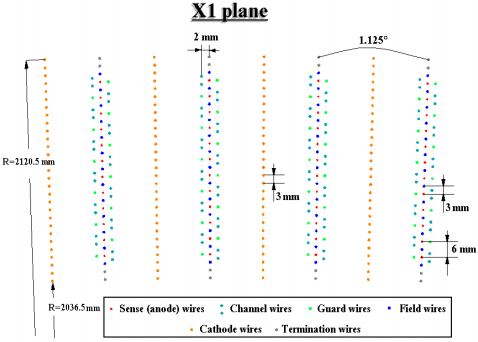 X1 plane
2 mm
1.125°
R=2120.5 mm
3 mm
3 mm
6 mm
R=2036.5 mm
Sense (anode) wires Channel wires Guard wires Field wires
Cathode wires Termination wires